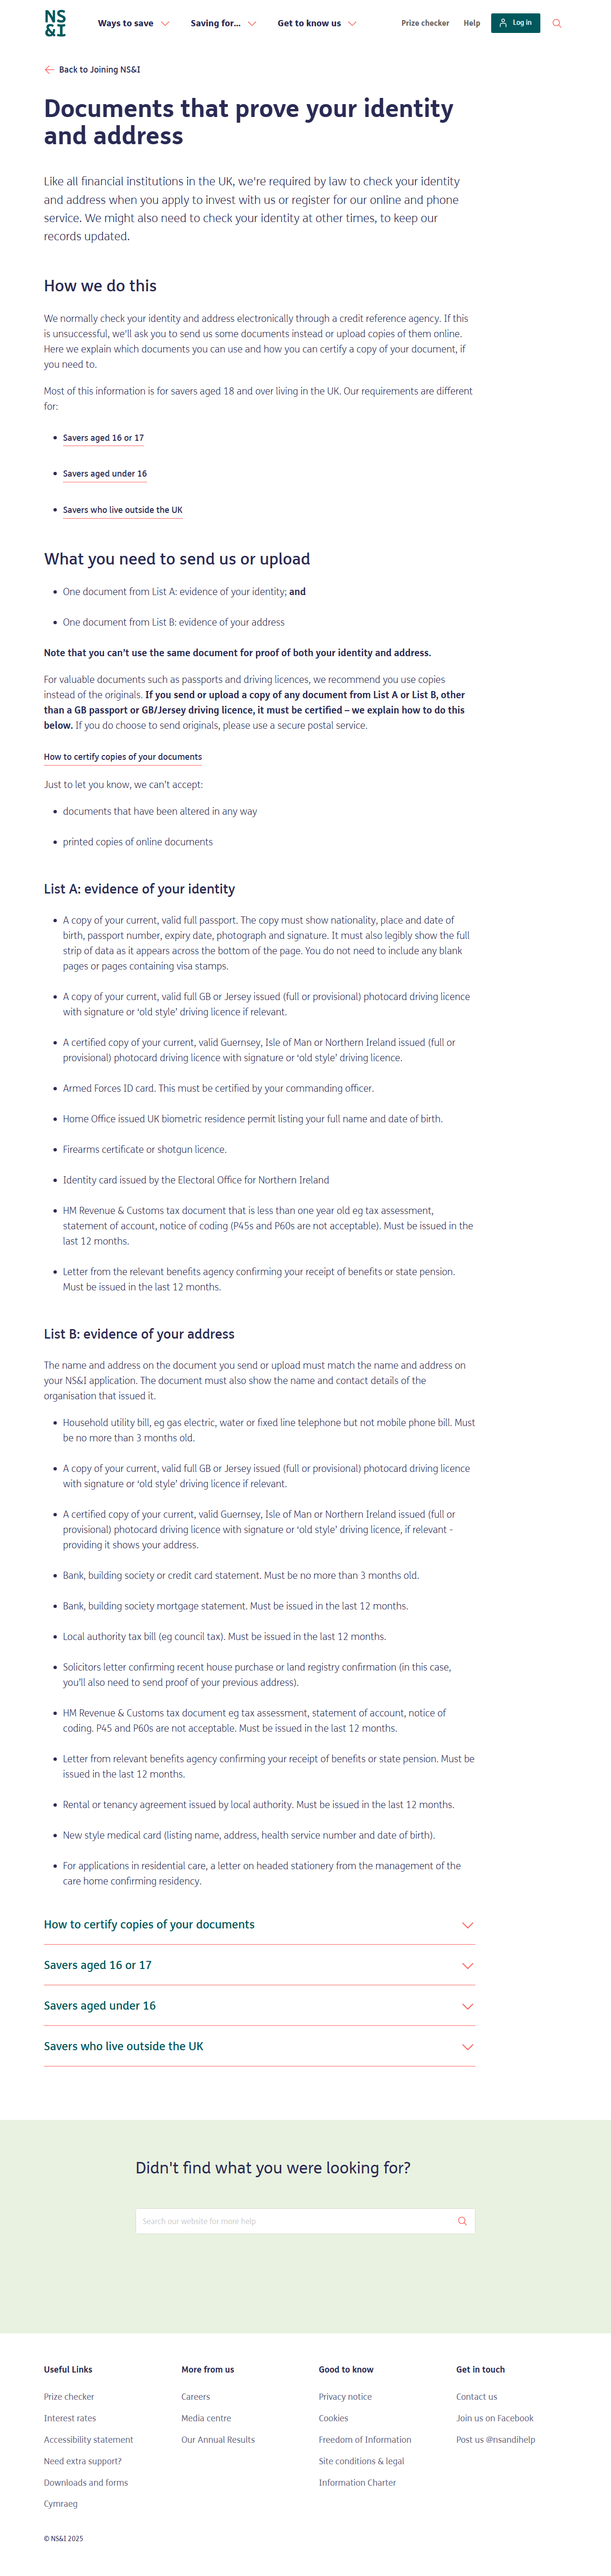 NS
&I
Ways to save
Saving for...
Get to know us
Prize checker
Help
Log in
Back to Joining NS&I
Documents that prove your identity
and address
Like all financial institutions in the UK, we're required by law to check your identity
and address when you apply to invest with us or register for our online and phone
service. We might also need to check your identity at other times, to keep our
records updated.
How we do this
We normally check your identity and address electronically through a credit reference agency. If this
is unsuccessful, we'll ask you to send us some documents instead or upload copies of them online.
Here we explain which documents you can use and how you can certify a copy of your document, if
you need to.
Most of this information is for savers aged 18 and over living in the UK. Our requirements are different
for:
• Savers aged 16 or 17
• Savers aged under 16
• Savers who live outside the UK
What you need to send us or upload
• One document from List A: evidence of your identity; and
• One document from List B: evidence of your address
Note that you can't use the same document for proof of both your identity and address.
For valuable documents such as passports and driving licences, we recommend you use copies
instead of the originals. If you send or upload a copy of any document from List A or List B, other
than a GB passport or GB/Jersey driving licence, it must be certified – we explain how to do this
below. If you do choose to send originals, please use a secure postal service.
How to certify copies of your documents
Just to let you know, we can't accept:
• documents that have been altered in any way
• printed copies of online documents
List A: evidence of your identity
• A copy of your current, valid full passport. The copy must show nationality, place and date of
birth, passport number, expiry date, photograph and signature. It must also legibly show the full
strip of data as it appears across the bottom of the page. You do not need to include any blank
pages or pages containing visa stamps.
• A copy of your current, valid full GB or Jersey issued (full or provisional) photocard driving licence
with signature or ‘old style’ driving licence if relevant.
• A certified copy of your current, valid Guernsey, Isle of Man or Northern Ireland issued (full or
provisional) photocard driving licence with signature or ‘old style’ driving licence.
• Armed Forces ID card. This must be certified by your commanding officer.
• Home Office issued UK biometric residence permit listing your full name and date of birth.
• Firearms certificate or shotgun licence.
• Identity card issued by the Electoral Office for Northern Ireland
• HM Revenue & Customs tax document that is less than one year old eg tax assessment,
statement of account, notice of coding (P45s and P60s are not acceptable). Must be issued in the
last 12 months.
• Letter from the relevant benefits agency confirming your receipt of benefits or state pension.
Must be issued in the last 12 months.
List B: evidence of your address
The name and address on the document you send or upload must match the name and address on
your NS&I application. The document must also show the name and contact details of the
organisation that issued it.
• Household utility bill, eg gas electric, water or fixed line telephone but not mobile phone bill. Must
be no more than 3 months old.
• A copy of your current, valid full GB or Jersey issued (full or provisional) photocard driving licence
with signature or ‘old style’ driving licence if relevant.
• A certified copy of your current, valid Guernsey, Isle of Man or Northern Ireland issued (full or
provisional) photocard driving licence with signature or ‘old style’ driving licence, if relevant -
providing it shows your address.
• Bank, building society or credit card statement. Must be no more than 3 months old.
• Bank, building society mortgage statement. Must be issued in the last 12 months.
• Local authority tax bill (eg council tax). Must be issued in the last 12 months.
• Solicitors letter confirming recent house purchase or land registry confirmation (in this case,
you'll also need to send proof of your previous address).
• HM Revenue & Customs tax document eg tax assessment, statement of account, notice of
coding. P45 and P60s are not acceptable. Must be issued in the last 12 months.
• Letter from relevant benefits agency confirming your receipt of benefits or state pension. Must be
issued in the last 12 months.
• Rental or tenancy agreement issued by local authority. Must be issued in the last 12 months.
• New style medical card (listing name, address, health service number and date of birth).
• For applications in residential care, a letter on headed stationery from the management of the
care home confirming residency.
How to certify copies of your documents
Savers aged 16 or 17
Savers aged under 16
Savers who live outside the UK
Didn't find what you were looking for?
Search our website for more help
Useful Links
Prize checker
Interest rates
Accessibility statement
Need extra support?
Downloads and forms
Cymraeg
More from us
Careers
Media centre
Our Annual Results
Good to know
Privacy notice
Cookies
Freedom of Information
Site conditions & legal
Information Charter
Get in touch
Contact us
Join us on Facebook
Post us @nsandihelp
© NS&I 2025